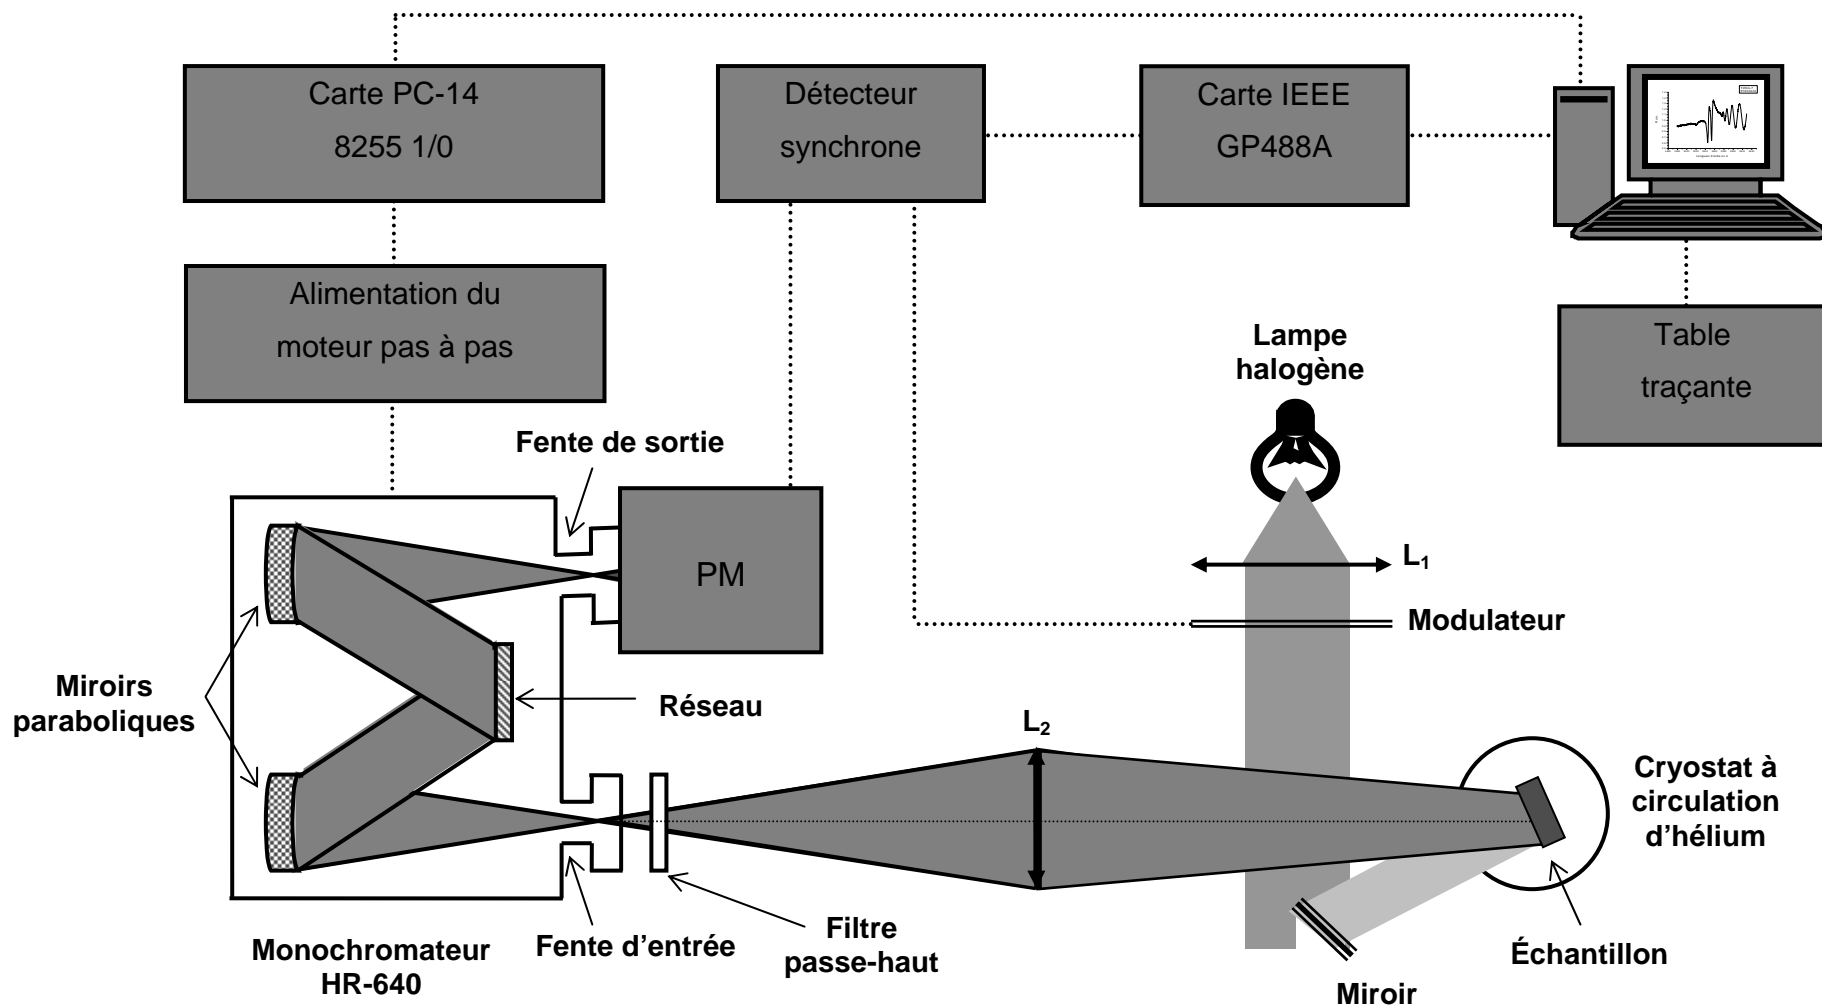 Carte PC-14
8255 1/0
Détecteur
synchrone
Carte IEEE
GP488A
Alimentation du
moteur pas à pas
Table
traçante
Lampe
halogène
Fente de sortie
PM
L1
Modulateur
Miroirs
paraboliques
Réseau
L2
Cryostat à
circulation
d’hélium
Monochromateur
HR-640
Fente d’entrée
Filtre
passe-haut
Échantillon
Miroir